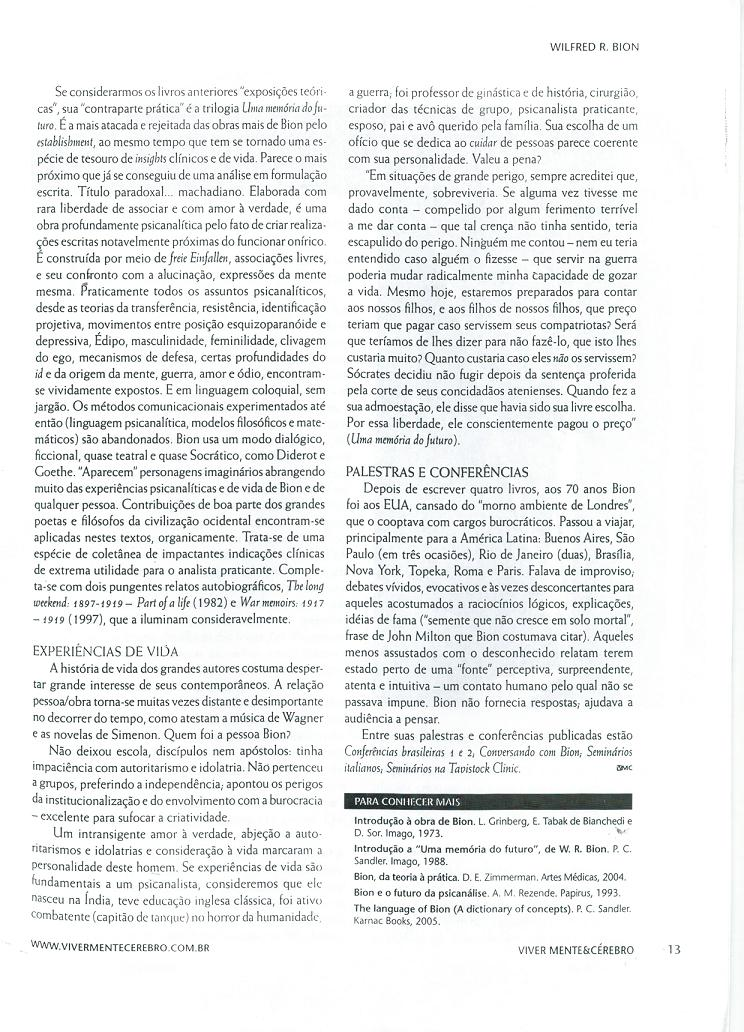 WILFRED R. BION
Se considerarmos os livros anteriores "exposições teóri-
cas", sua "contraparte prática" é a trilogia Uma memória do fu-
turo. É a mais atacada e rejeitada das obras mais de Bion pelo
establishment, ao mesmo tempo que tem se tornado uma es-
pécie de tesouro de insights clínicos e de vida. Parece o mais
próximo que já se conseguiu de uma análise em formulação
escrita. Título paradoxal... machadiano. Elaborada com
rara liberdade de associar e com amor à verdade, é uma
obra profundamente psicanalítica pelo fato de criar realiza-
ções escritas notavelmente próximas do funcionar onírico.
É construída por meio de freie Einfallen, associações livres,
e seu confronto com a alucinação, expressões da mente
mesma. Praticamente todos os assuntos psicanalíticos,
desde as teorias da transferência, resistência, identificação
projetiva, movimentos entre posição esquizoparanóide e
depressiva, Édipo, masculinidade, feminilidade, clivagem
do ego, mecanismos de defesa, certas profundidades do
id e da origem da mente, guerra, amor e ódio, encontram-
se vividamente expostos. E em linguagem coloquial, sem
jargão. Os métodos comunicacionais experimentados até
então (linguagem psicanalítica, modelos filosóficos e mate-
máticos) são abandonados. Bion usa um modo dialógico,
ficcional, quase teatral e quase Socrático, como Diderot e
Goethe. "Aparecem" personagens imaginários abrangendo
muito das experiências psicanalíticas e de vida de Bion e de
qualquer pessoa. Contribuições de boa parte dos grandes
poetas e filósofos da civilização ocidental encontram-se
aplicadas nestes textos, organicamente. Trata-se de uma
espécie de coletânea de impactantes indicações clínicas
de extrema utilidade para o analista praticante. Comple-
ta-se com dois pungentes relatos autobiográficos, The long
weekend: 1897-1919 – Part of a life (1982) e War memoirs: 1917
– 1919 (1997), que a iluminam consideravelmente.
EXPERIÊNCIAS DE VIDA
A história de vida dos grandes autores costuma desper-
tar grande interesse de seus contemporâneos. A relação
pessoa/obra torna-se muitas vezes distante e desimportante
no decorrer do tempo, como atestam a música de Wagner
e as novelas de Simenon. Quem foi a pessoa Bion?
Não deixou escola, discípulos nem apóstolos: tinha
impaciência com autoritarismo e idolatria. Não pertenceu
a grupos, preferindo a independência; apontou os perigos
da institucionalização e do envolvimento com a burocracia
– excelente para sufocar a criatividade.
Um intransigente amor à verdade, abjeção a auto-
ritarismos e idolatrias e consideração à vida marcaram a
personalidade deste homem. Se experiências de vida são
fundamentais a um psicanalista, consideremos que ele
nasceu na Índia, teve educação inglesa clássica, foi ativo
combatente (capitão de tanque) no horror da humanidade,
a guerra; foi professor de ginástica e de história, cirurgião,
criador das técnicas de grupo, psicanalista praticante,
esposo, pai e avô querido pela família. Sua escolha de um
ofício que se dedica ao cuidar de pessoas parece coerente
com sua personalidade. Valeu a pena?
"Em situações de grande perigo, sempre acreditei que,
provavelmente, sobreviveria. Se alguma vez tivesse me
dado conta – compelido por algum ferimento terrível
a me dar conta – que tal crença não tinha sentido, teria
escapulido do perigo. Ninguém me contou – nem eu teria
entendido caso alguém o fizesse – que servir na guerra
poderia mudar radicalmente minha capacidade de gozar
a vida. Mesmo hoje, estaremos preparados para contar
aos nossos filhos, e aos filhos de nossos filhos, que preço
teriam que pagar caso servissem seus compatriotas? Será
que teríamos de lhes dizer para não fazê-lo, que isto lhes
custaria muito? Quanto custaria caso eles não os servissem?
Sócrates decidiu não fugir depois da sentença proferida
pela corte de seus concidadãos atenienses. Quando fez a
sua admoestação, ele disse que havia sido sua livre escolha.
Por essa liberdade, ele conscientemente pagou o preço"
(Uma memória do futuro).
PALESTRAS E CONFERÊNCIAS
Depois de escrever quatro livros, aos 70 anos Bion
foi aos EUA, cansado do "morno ambiente de Londres",
que o cooptava com cargos burocráticos. Passou a viajar,
principalmente para a América Latina: Buenos Aires, São
Paulo (em três ocasiões), Rio de Janeiro (duas), Brasília,
Nova York, Topeka, Roma e Paris. Falava de improviso;
debates vívidos, evocativos e às vezes desconcertantes para
aqueles acostumados a raciocínios lógicos, explicações,
idéias de fama ("semente que não cresce em solo mortal",
frase de John Milton que Bion costumava citar). Aqueles
menos assustados com o desconhecido relatam terem
estado perto de uma "fonte" perceptiva, surpreendente,
atenta e intuitiva – um contato humano pelo qual não se
passava impune. Bion não fornecia respostas; ajudava a
audiência a pensar.
Entre suas palestras e conferências publicadas estão
Conferências brasileiras 1 e 2; Conversando com Bion; Seminários
italianos; Seminários na Tavistock Clinic. VMC
PARA CONHECER MAIS
Introdução à obra de Bion. L. Grinberg, E. Tabak de Bianchedi e
D. Sor. Imago, 1973.
Introdução a "Uma memória do futuro", de W. R. Bion. P. C.
Sandler. Imago, 1988.
Bion, da teoria à prática. D. E. Zimmerman. Artes Médicas, 2004.
Bion e o futuro da psicanálise. A. M. Rezende. Papirus, 1993.
The language of Bion (A dictionary of concepts). P. C. Sandler.
Karnac Books, 2005.
WWW.VIVERMENTECEREBRO.COM.BR
VIVER MENTE&CÉREBRO 13